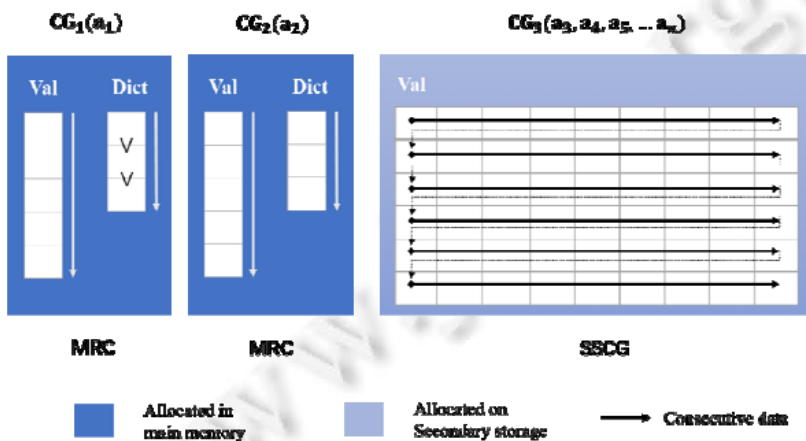 CG₁(a₁) CG₂(a₂) CG₃(a₃, a₄, a₅, ... aₙ)
Val Dict Val Dict Val
V
V
MRC MRC SSCG
Allocated in main memory
Allocated on Secondary storage
Consecutive data